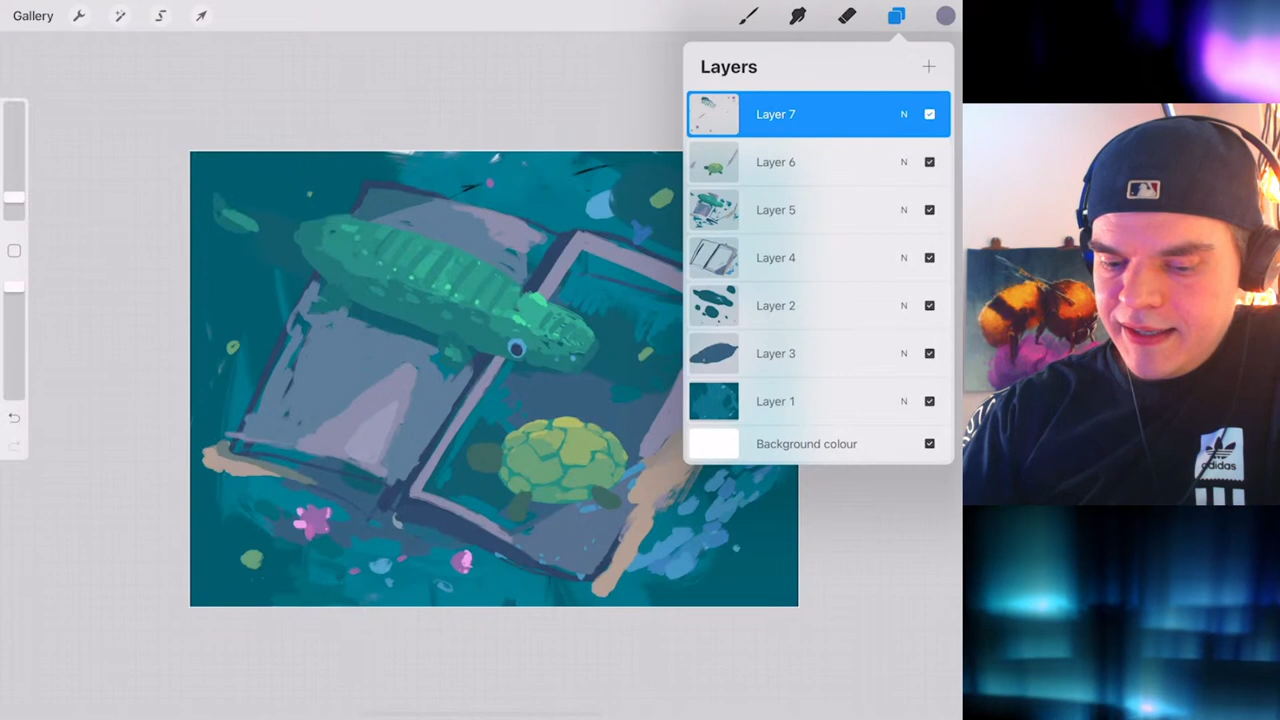 Gallery
Layers
Layer 7 N
Layer 6 N
Layer 5 N
Layer 4 N
Layer 2 N
Layer 3 N
Layer 1 N
Background colour
adidas